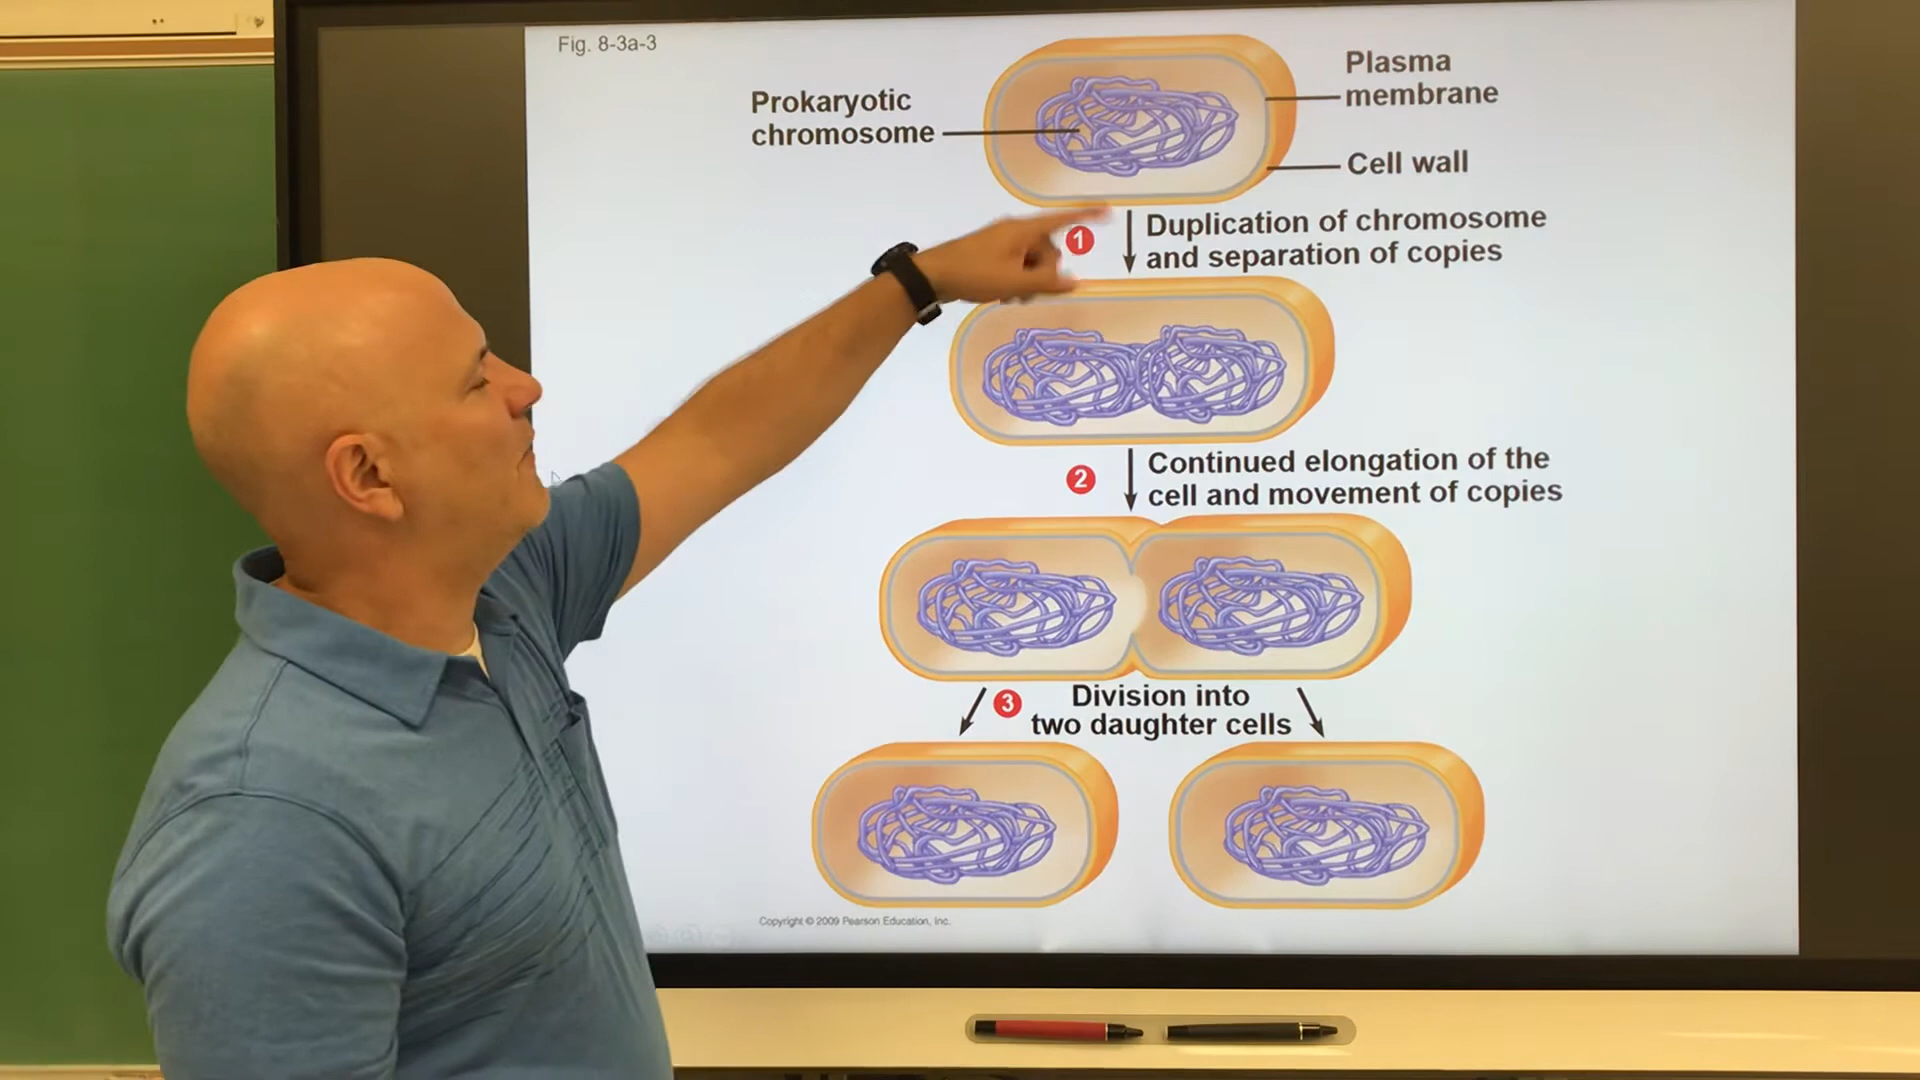 Fig. 8-3a-3
Prokaryotic
chromosome
Plasma
membrane
Cell wall
1
Duplication of chromosome
and separation of copies
2
Continued elongation of the
cell and movement of copies
3
Division into
two daughter cells
Copyright © 2009 Pearson Education, Inc.